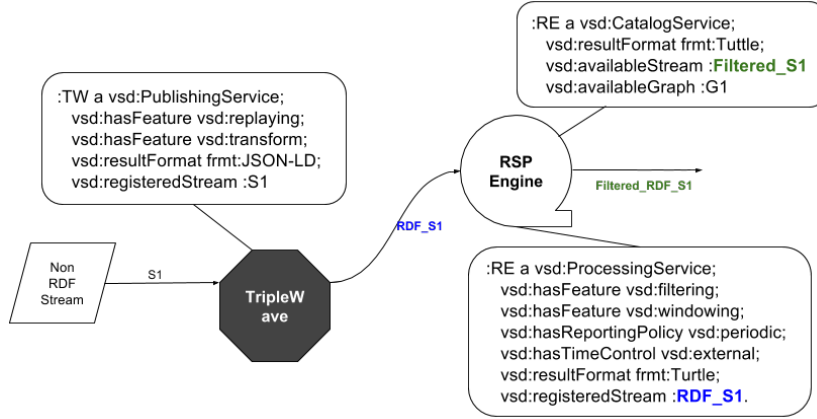 :RE a vsd:CatalogService;
vsd:resultFormat frmt:Tuttle;
vsd:availableStream :Filtered_S1
vsd:availableGraph :G1
:TW a vsd:PublishingService;
vsd:hasFeature vsd:replaying;
vsd:hasFeature vsd:transform;
vsd:resultFormat frmt:JSON-LD;
vsd:registeredStream :S1
RSP
Engine
Filtered_RDF_S1
RDF_S1
Non
RDF
Stream
S1
TripleW
ave
:RE a vsd:ProcessingService;
vsd:hasFeature vsd:filtering;
vsd:hasFeature vsd:windowing;
vsd:hasReportingPolicy vsd:periodic;
vsd:hasTimeControl vsd:external;
vsd:resultFormat frmt:Turtle;
vsd:registeredStream :RDF_S1.